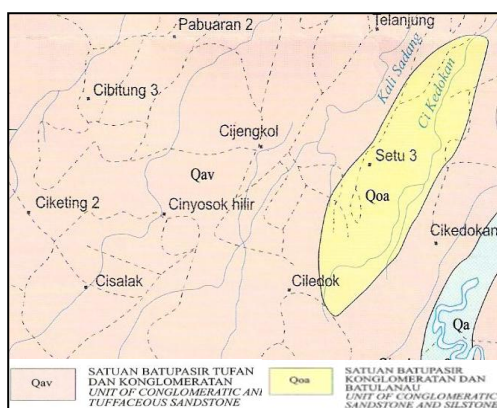 Pabuaran 2
Telanjung
Kali Sadang
Ci Kedokan
Cibitung 3
Cijengkol
Setu 3
Qav
Qoa
Ciketing 2
Cinyosok hilir
Cikedokan
Cisalak
Ciledok
Qa
Qav
SATUAN BATUPASIR TUFAN
DAN KONGLOMERATAN
UNIT OF CONGLOMERATIC AN
TUFFACEOUS SANDSTONE
Qoa
SATUAN BATUPASIR
KONGLOMERATAN DAN
BATULANAU
UNIT OF CONGLOMERATIC
SANDSTONE AND SILSTONE